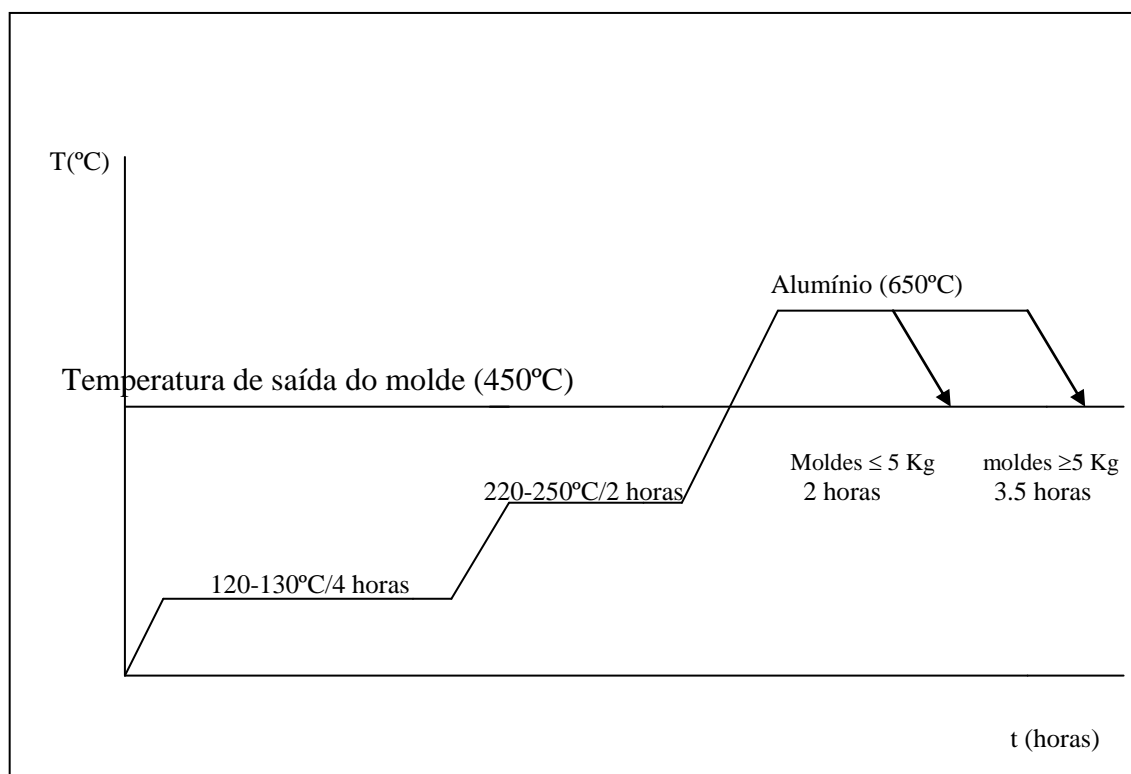 T(ºC)
Alumínio (650ºC)
Temperatura de saída do molde (450ºC)
Moldes ≤ 5 Kg
2 horas
moldes ≥5 Kg
3.5 horas
220-250ºC/2 horas
120-130ºC/4 horas
t (horas)